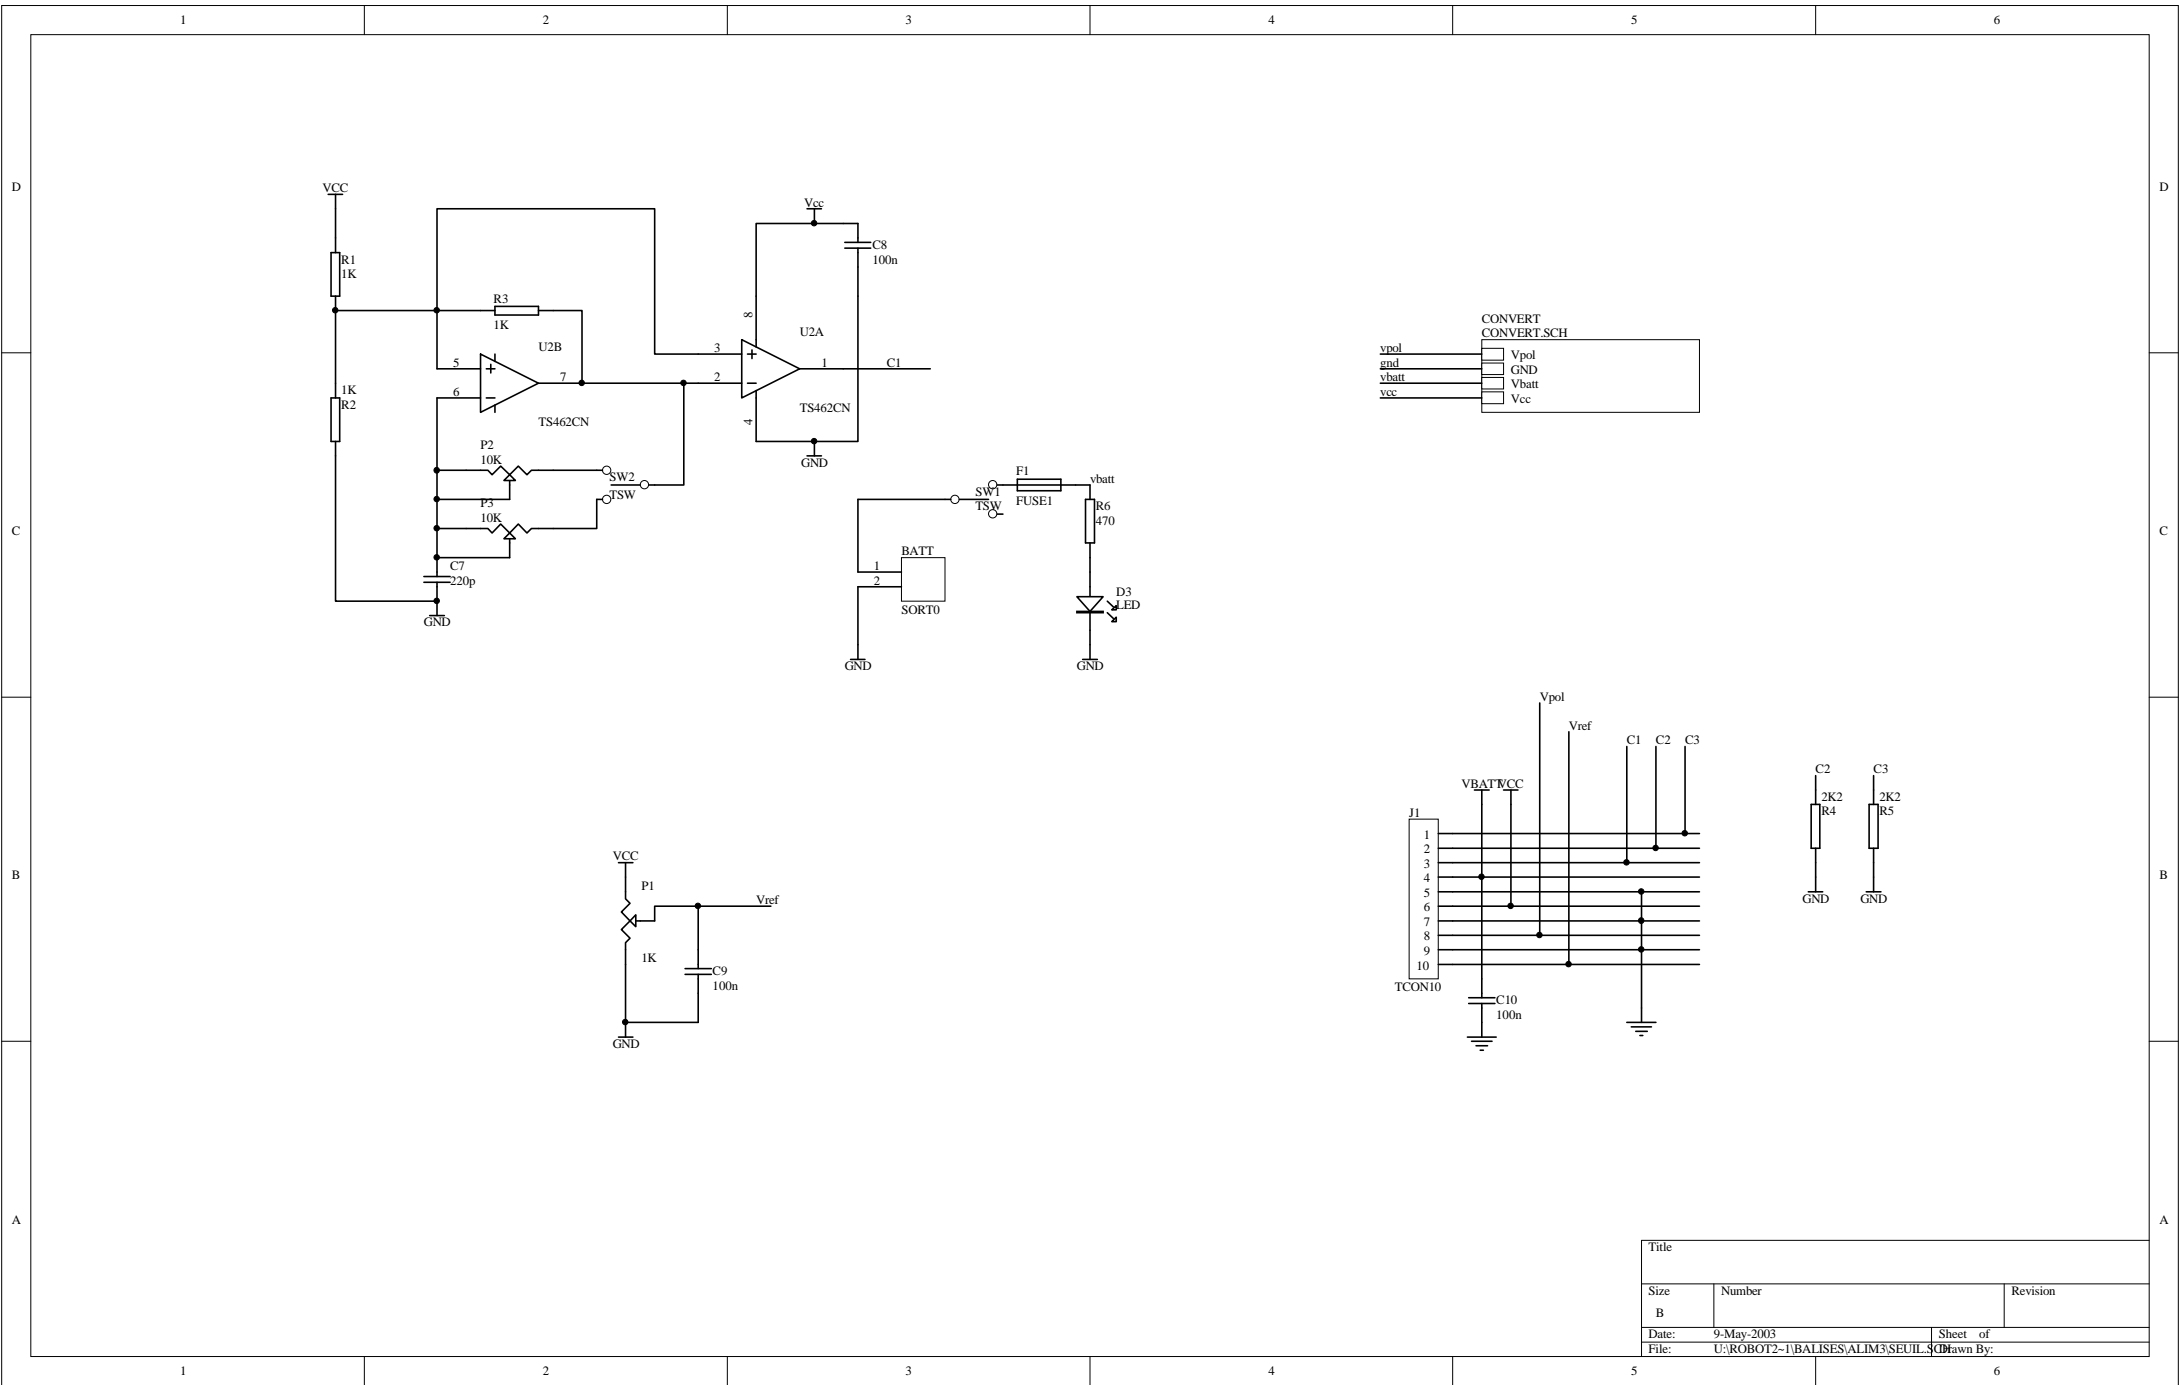 1 2 3 4 5 6
D D
VCC
Vcc
C8
100n
R1
1K
R3
1K
U2B
U2A
8
3
1
C1
2
4
5
7
6
1K
R2
TS462CN
TS462CN
GND
P2
10K
SW2
TSW
P3
10K
C7
220p
GND
CONVERT
CONVERT.SCH
vpol Vpol
gnd GND
vbatt Vbatt
vcc Vcc
C C
F1
FUSE1
vbatt
SW1
TSW
R6
470
BATT
1
2
SORT0
D3
LED
GND GND
Vpol
Vref
C1 C2 C3
VBATT VCC
C2 C3
2K2
R4
2K2
R5
GND GND
J1
1
2
3
4
5
6
7
8
9
10
TCON10
C10
100n
B B
VCC
P1
Vref
1K
C9
100n
GND
A A
Title
Size Number Revision
B
Date: 9-May-2003 Sheet of
File: U:\ROBOT2~1\BALISES\ALIM3\SEUIL.SCH Drawn By:
1 2 3 4 5 6